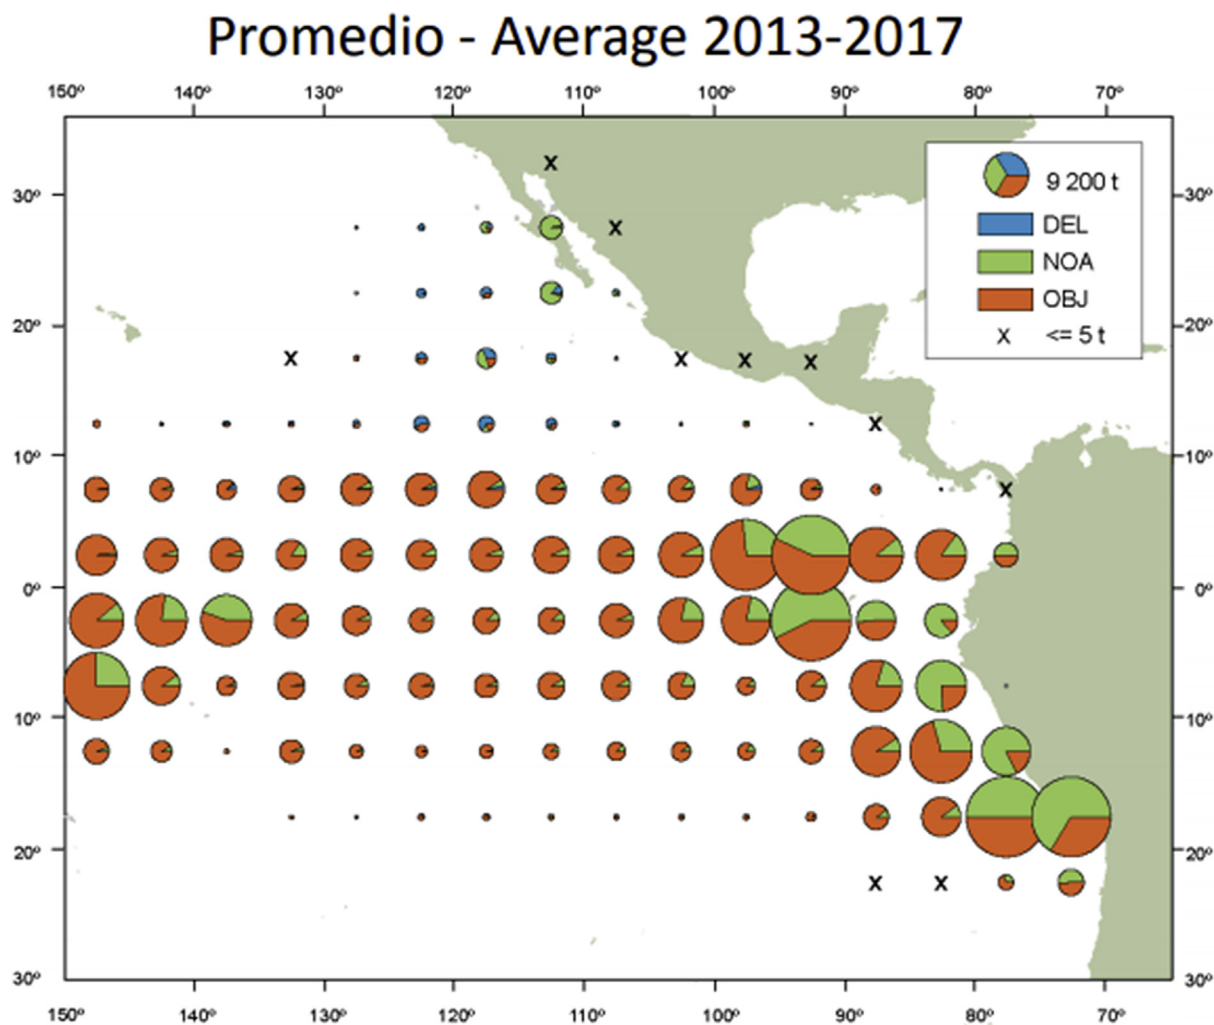 Promedio - Average 2013-2017
150º 140º 130º 120º 110º 100º 90º 80º 70º
x
9 200 t
30º 30º
DEL
x
NOA
OBJ
20º 20º
x <= 5 t
x x x x
x
10º 10º
x
0º 0º
10º 10º
20º 20º
x x
30º 30º
150º 140º 130º 120º 110º 100º 90º 80º 70º